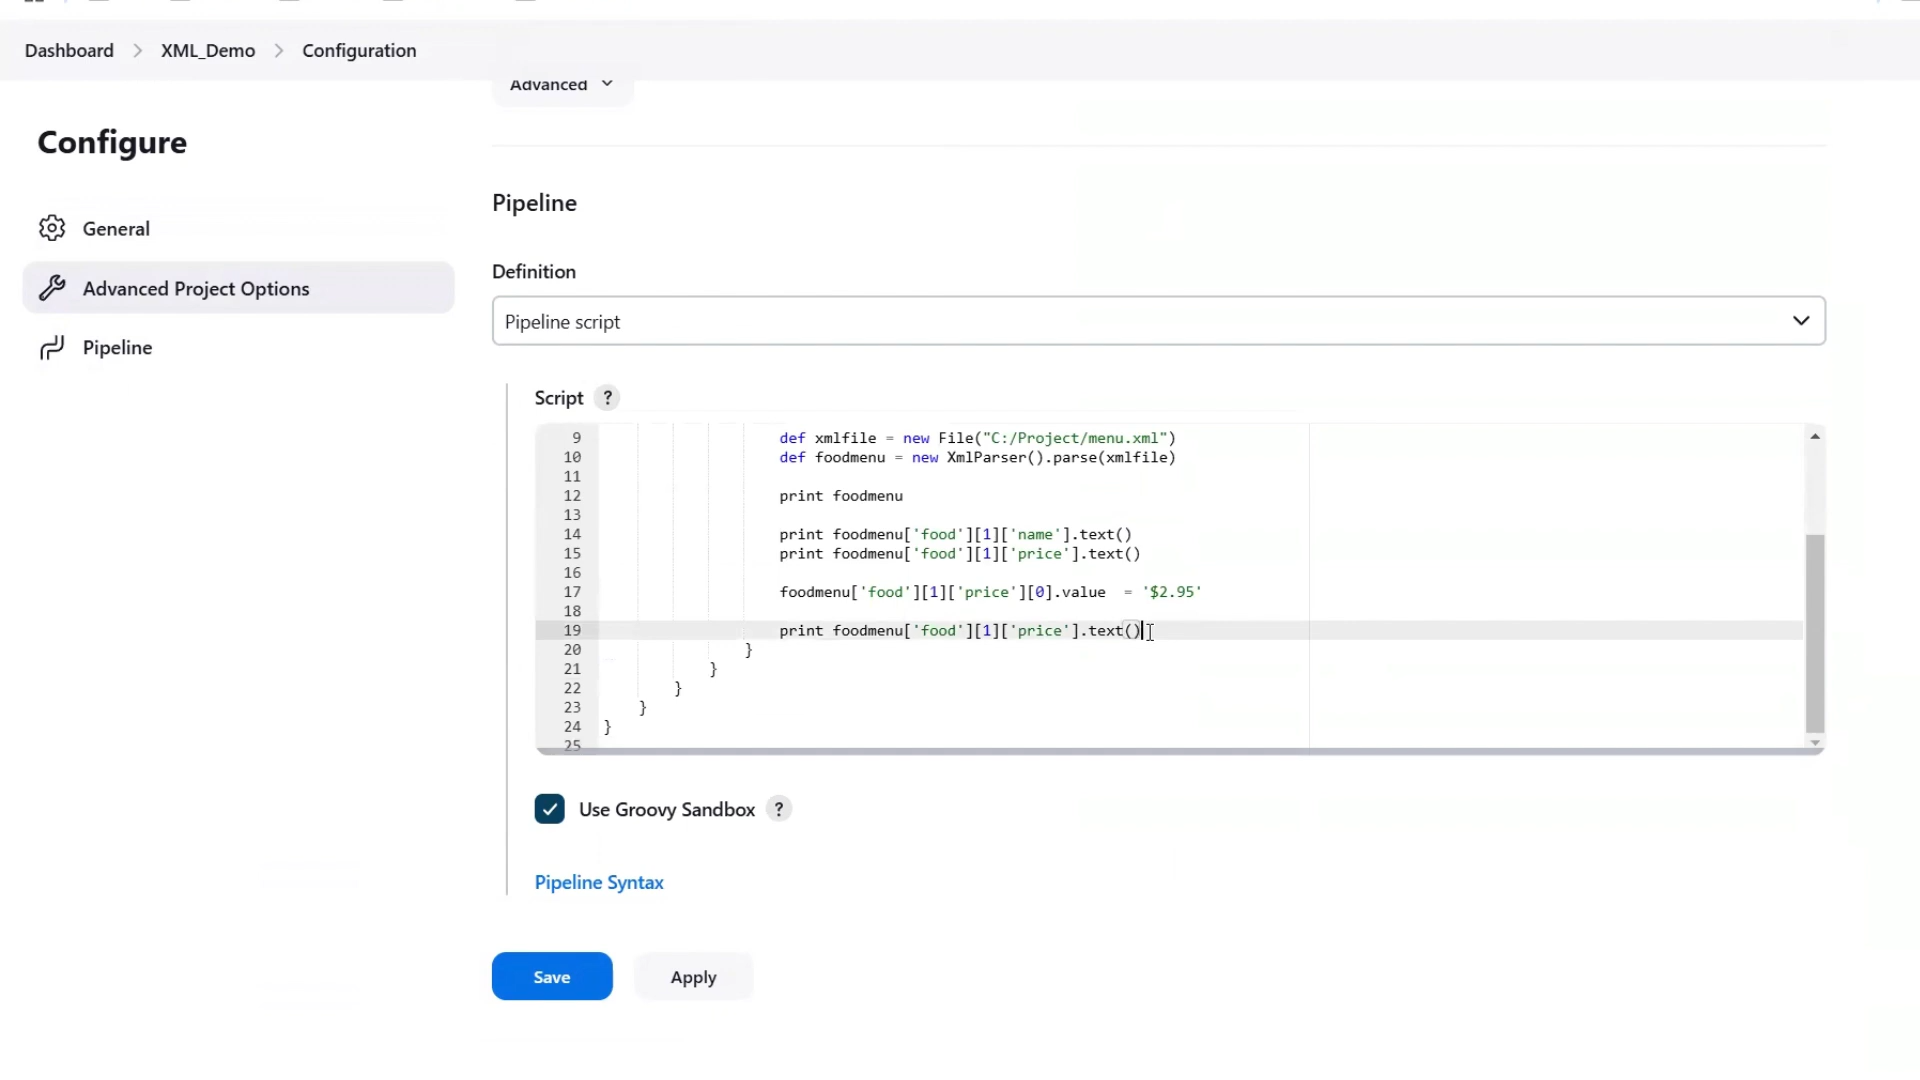 Dashboard > XML_Demo > Configuration
Advanced
Configure
General
Advanced Project Options
Pipeline
Pipeline
Definition
Pipeline script
Script ?
9 def xmlfile = new File("C:/Project/menu.xml")
10 def foodmenu = new XmlParser().parse(xmlfile)
11
12 print foodmenu
13
14 print foodmenu['food'][1]['name'].text()
15 print foodmenu['food'][1]['price'].text()
16
17 foodmenu['food'][1]['price'][0].value  = '$2.95'
18
19 print foodmenu['food'][1]['price'].text()
20 }
21 }
22 }
23 }
24 }
25
Use Groovy Sandbox ?
Pipeline Syntax
Save
Apply